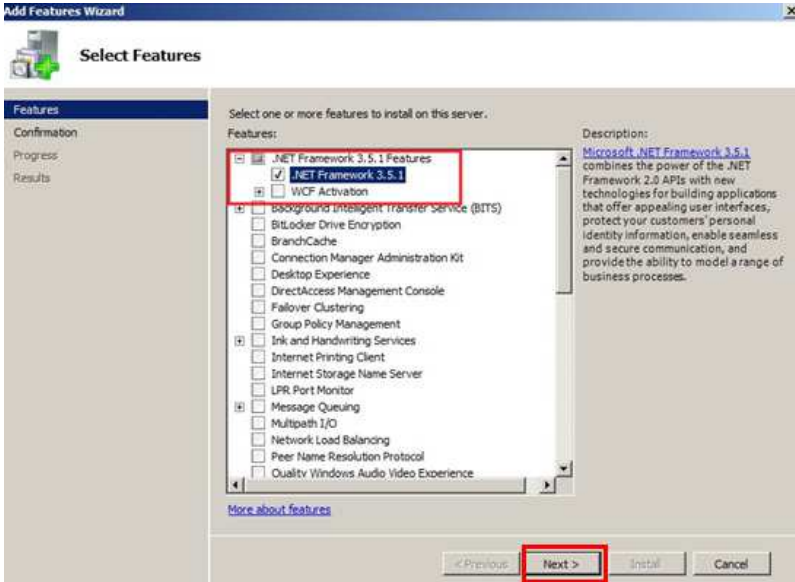 Add Features Wizard
Select Features
Features
Confirmation
Progress
Results
Select one or more features to install on this server.
Features:
.NET Framework 3.5.1 Features
.NET Framework 3.5.1
WCF Activation
Background Intelligent Transfer Service (BITS)
BitLocker Drive Encryption
BranchCache
Connection Manager Administration Kit
Desktop Experience
DirectAccess Management Console
Failover Clustering
Group Policy Management
Ink and Handwriting Services
Internet Printing Client
Internet Storage Name Server
LPR Port Monitor
Message Queuing
Multipath I/O
Network Load Balancing
Peer Name Resolution Protocol
Quality Windows Audio Video Experience
More about features
Description:
Microsoft .NET Framework 3.5.1
combines the power of the .NET
Framework 2.0 APIs with new
technologies for building applications
that offer appealing user interfaces,
protect your customers' personal
identity information, enable seamless
and secure communication, and
provide the ability to model a range of
business processes.
< Previous
Next >
Install
Cancel